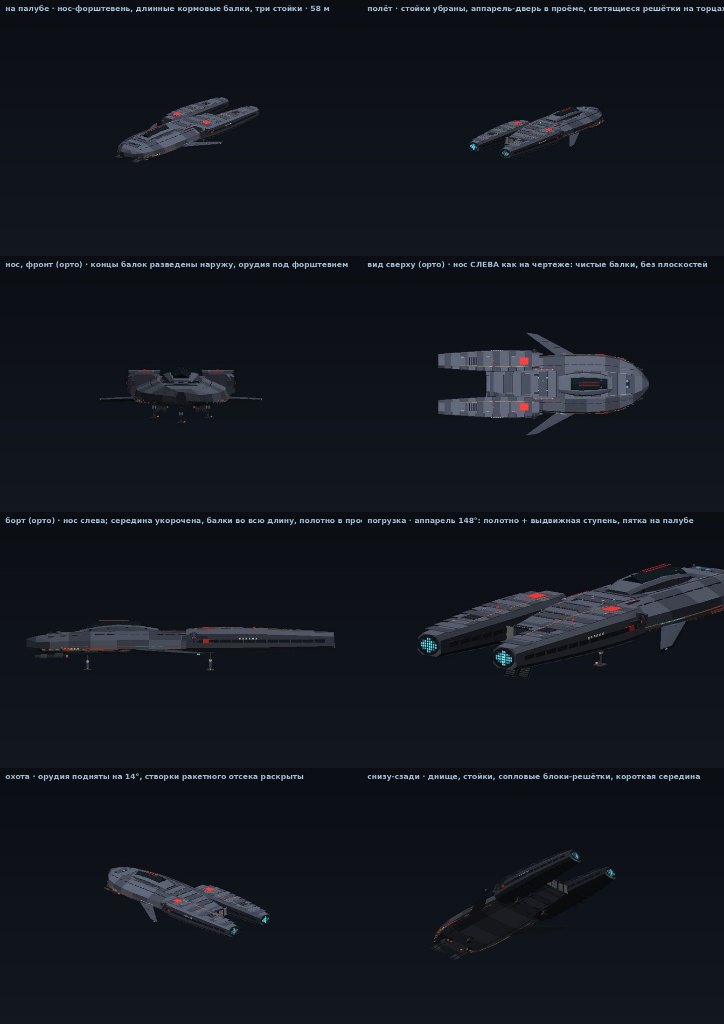 на палубе · нос-форштевень, длинные кормовые балки, три стойки · 58 м
полёт · стойки убраны, аппарель-дверь в проёме, светящиеся решётки на торцах
нос, фронт (орто) · концы балок разведены наружу, орудия под форштевнем
вид сверху (орто) · нос СЛЕВА как на чертеже: чистые балки, без плоскостей
борт (орто) · нос слева; середина укорочена, балки во всю длину, полотно в про
погрузка · аппарель 148°: полотно + выдвижная ступень, пятка на палубе
охота · орудия подняты на 14°, створки ракетного отсека раскрыты
снизу-сзади · днище, стойки, сопловые блоки-решётки, короткая середина